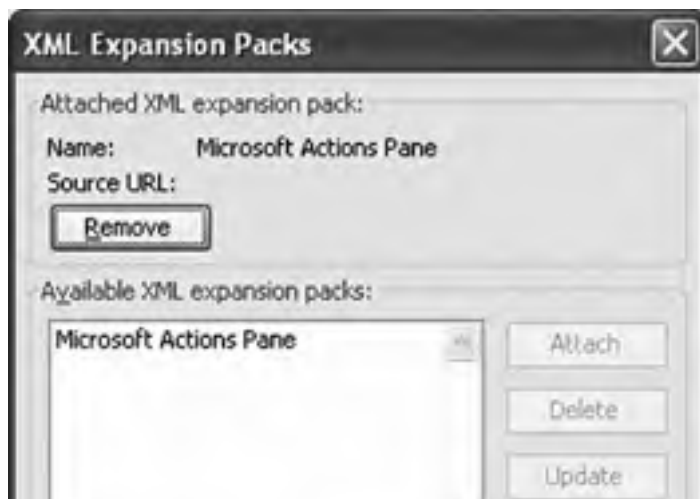 XML Expansion Packs
Attached XML expansion pack:
Name: Microsoft Actions Pane
Source URL:
Remove
Available XML expansion packs:
Microsoft Actions Pane
Attach
Delete
Update